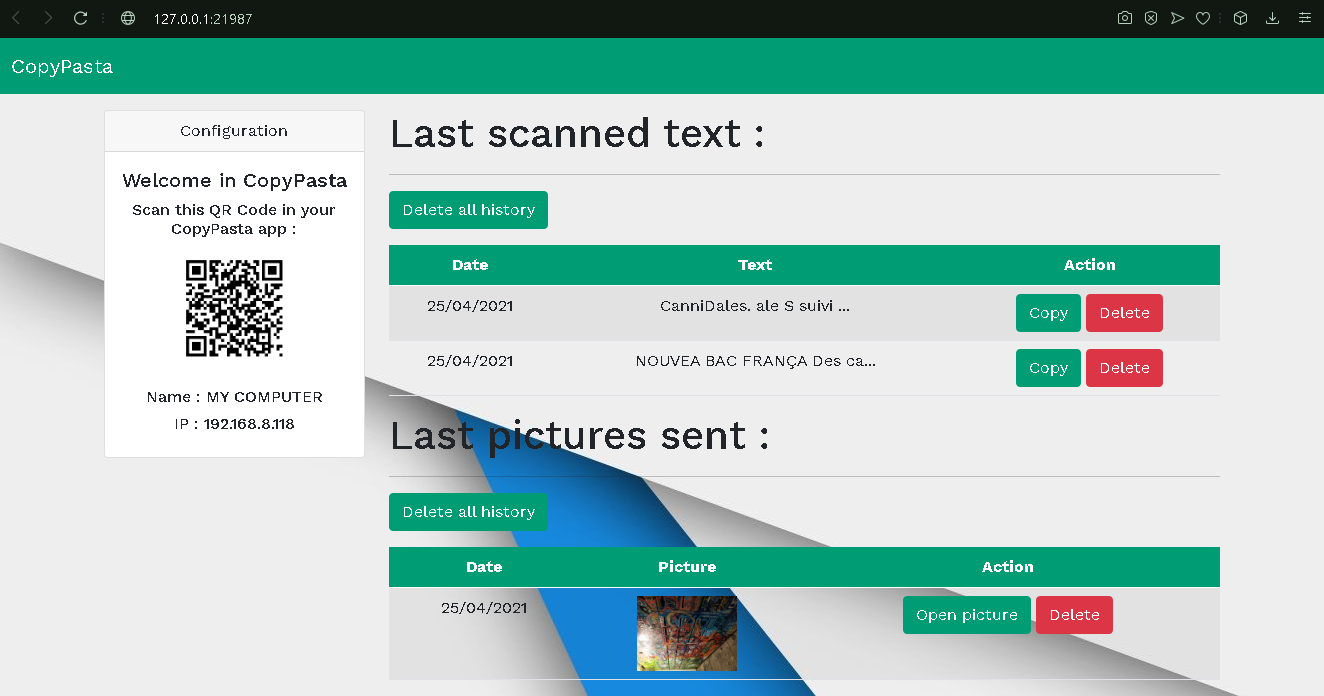 127.0.0.1:21987
CopyPasta
Configuration
Welcome in CopyPasta
Scan this QR Code in your
CopyPasta app :
Name : MY COMPUTER
IP : 192.168.8.118
Last scanned text :
Delete all history
Date Text Action
25/04/2021 CanniDales. ale S suivi ... Copy Delete
25/04/2021 NOUVEA BAC FRANÇA Des ca... Copy Delete
Last pictures sent :
Delete all history
Date Picture Action
25/04/2021 Open picture Delete